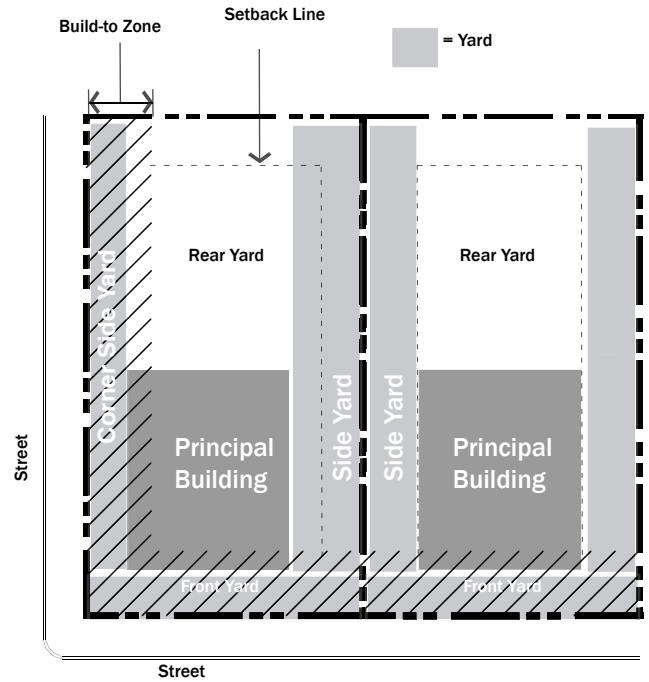 Setback Line
Build-to Zone
= Yard
Rear Yard
Rear Yard
Corner Side Yard
Side Yard
Side Yard
Principal
Building
Principal
Building
Street
Front Yard
Front Yard
Street